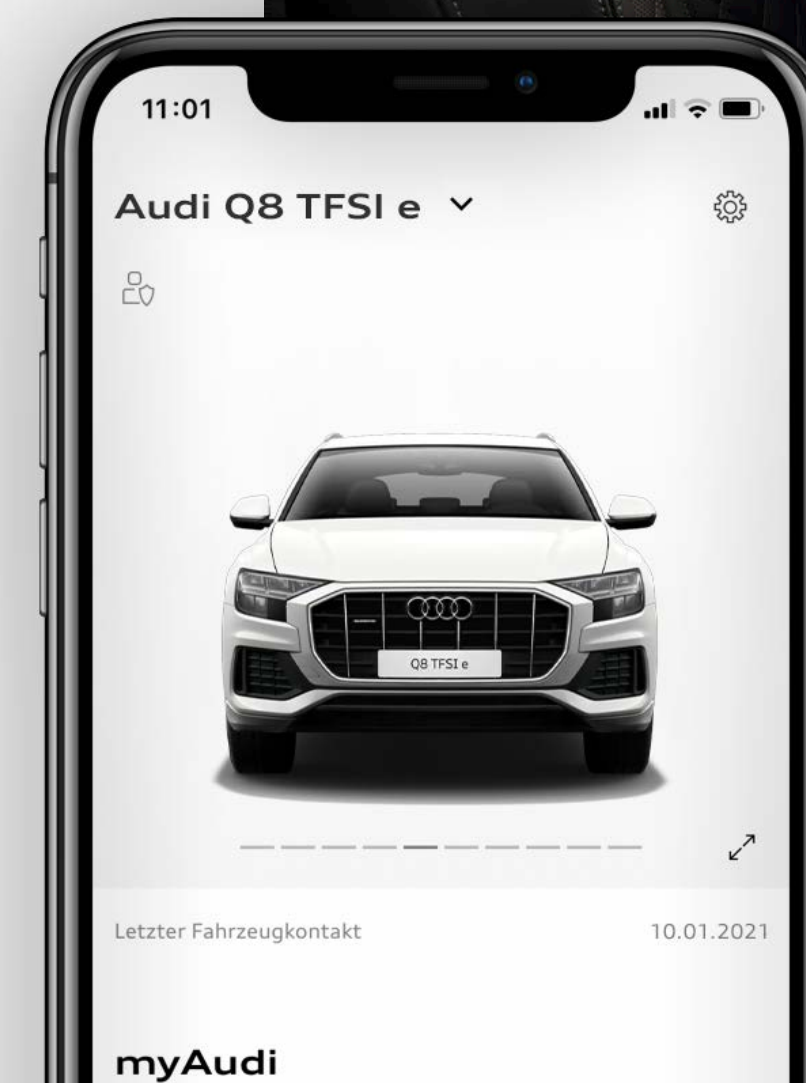 11:01
Audi Q8 TFSI e
Q8 TFSI e
Letzter Fahrzeugkontakt 10.01.2021
myAudi